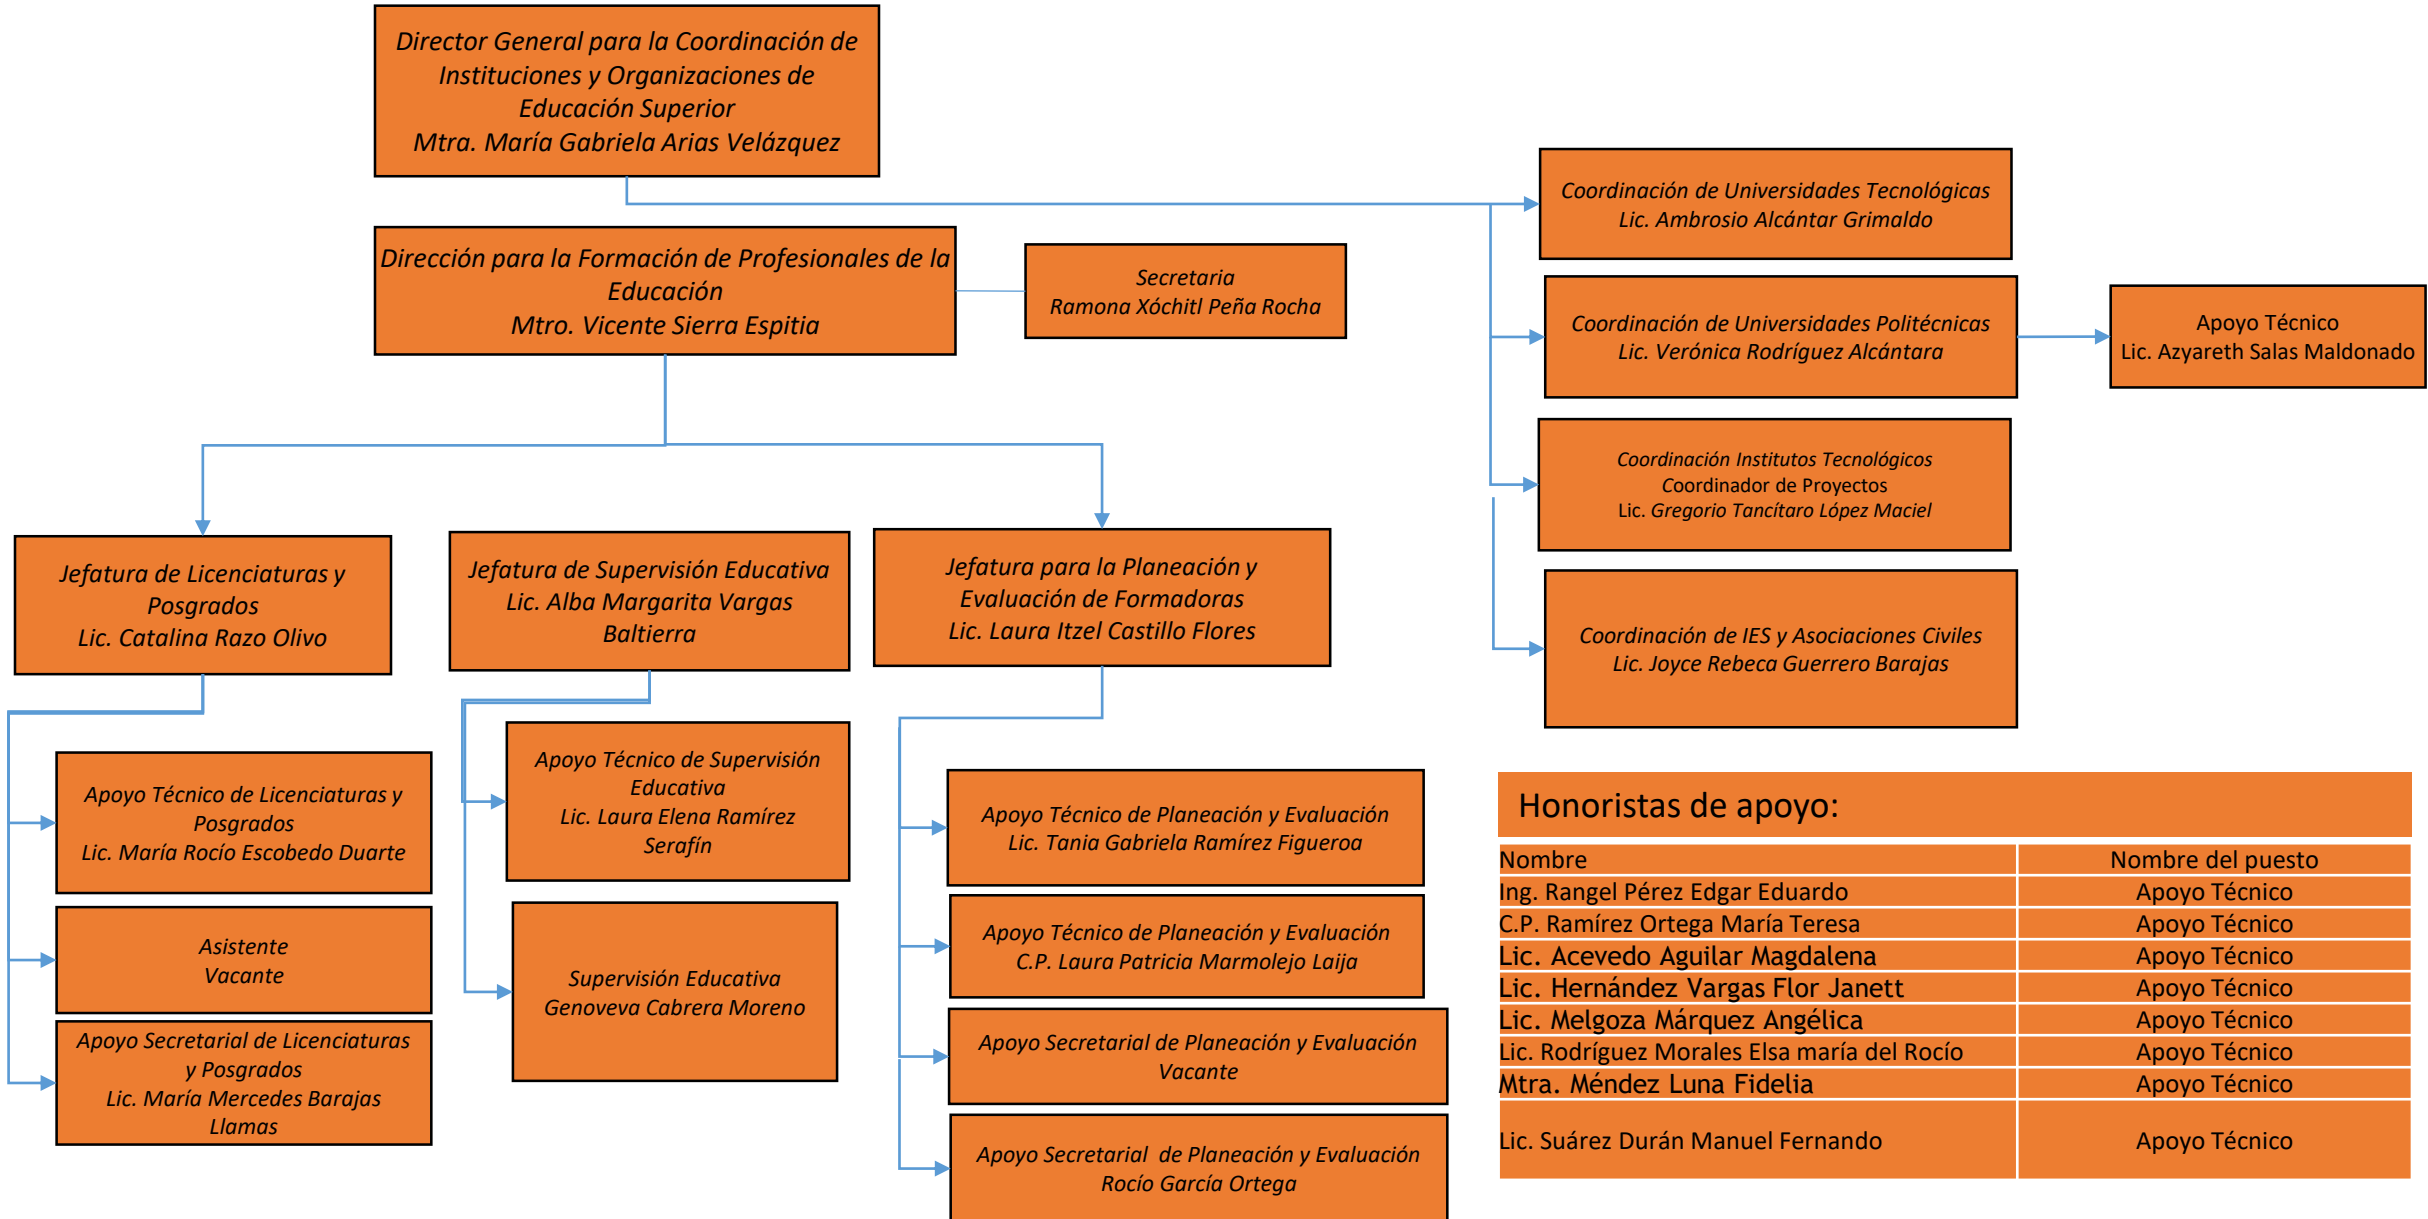 Director General para la Coordinación de
Instituciones y Organizaciones de
Educación Superior
Mtra. María Gabriela Arias Velázquez
Dirección para la Formación de Profesionales de la
Educación
Mtro. Vicente Sierra Espitia
Secretaria
Ramona Xóchitl Peña Rocha
Coordinación de Universidades Tecnológicas
Lic. Ambrosio Alcántar Grimaldo
Coordinación de Universidades Politécnicas
Lic. Verónica Rodríguez Alcántara
Apoyo Técnico
Lic. Azyareth Salas Maldonado
Coordinación Institutos Tecnológicos
Coordinador de Proyectos
Lic. Gregorio Tancítaro López Maciel
Coordinación de IES y Asociaciones Civiles
Lic. Joyce Rebeca Guerrero Barajas
Jefatura de Licenciaturas y
Posgrados
Lic. Catalina Razo Olivo
Jefatura de Supervisión Educativa
Lic. Alba Margarita Vargas
Baltierra
Jefatura para la Planeación y
Evaluación de Formadoras
Lic. Laura Itzel Castillo Flores
Apoyo Técnico de Licenciaturas y
Posgrados
Lic. María Rocío Escobedo Duarte
Asistente
Vacante
Apoyo Secretarial de Licenciaturas
y Posgrados
Lic. María Mercedes Barajas
Llamas
Apoyo Técnico de Supervisión
Educativa
Lic. Laura Elena Ramírez
Serafín
Supervisión Educativa
Genoveva Cabrera Moreno
Apoyo Técnico de Planeación y Evaluación
Lic. Tania Gabriela Ramírez Figueroa
Apoyo Técnico de Planeación y Evaluación
C.P. Laura Patricia Marmolejo Laija
Apoyo Secretarial de Planeación y Evaluación
Vacante
Apoyo Secretarial  de Planeación y Evaluación
Rocío García Ortega
Honoristas de apoyo:
Nombre Nombre del puesto
Ing. Rangel Pérez Edgar Eduardo Apoyo Técnico
C.P. Ramírez Ortega María Teresa Apoyo Técnico
Lic. Acevedo Aguilar Magdalena Apoyo Técnico
Lic. Hernández Vargas Flor Janett Apoyo Técnico
Lic. Melgoza Márquez Angélica Apoyo Técnico
Lic. Rodríguez Morales Elsa maría del Rocío Apoyo Técnico
Mtra. Méndez Luna Fidelia Apoyo Técnico
Lic. Suárez Durán Manuel Fernando Apoyo Técnico